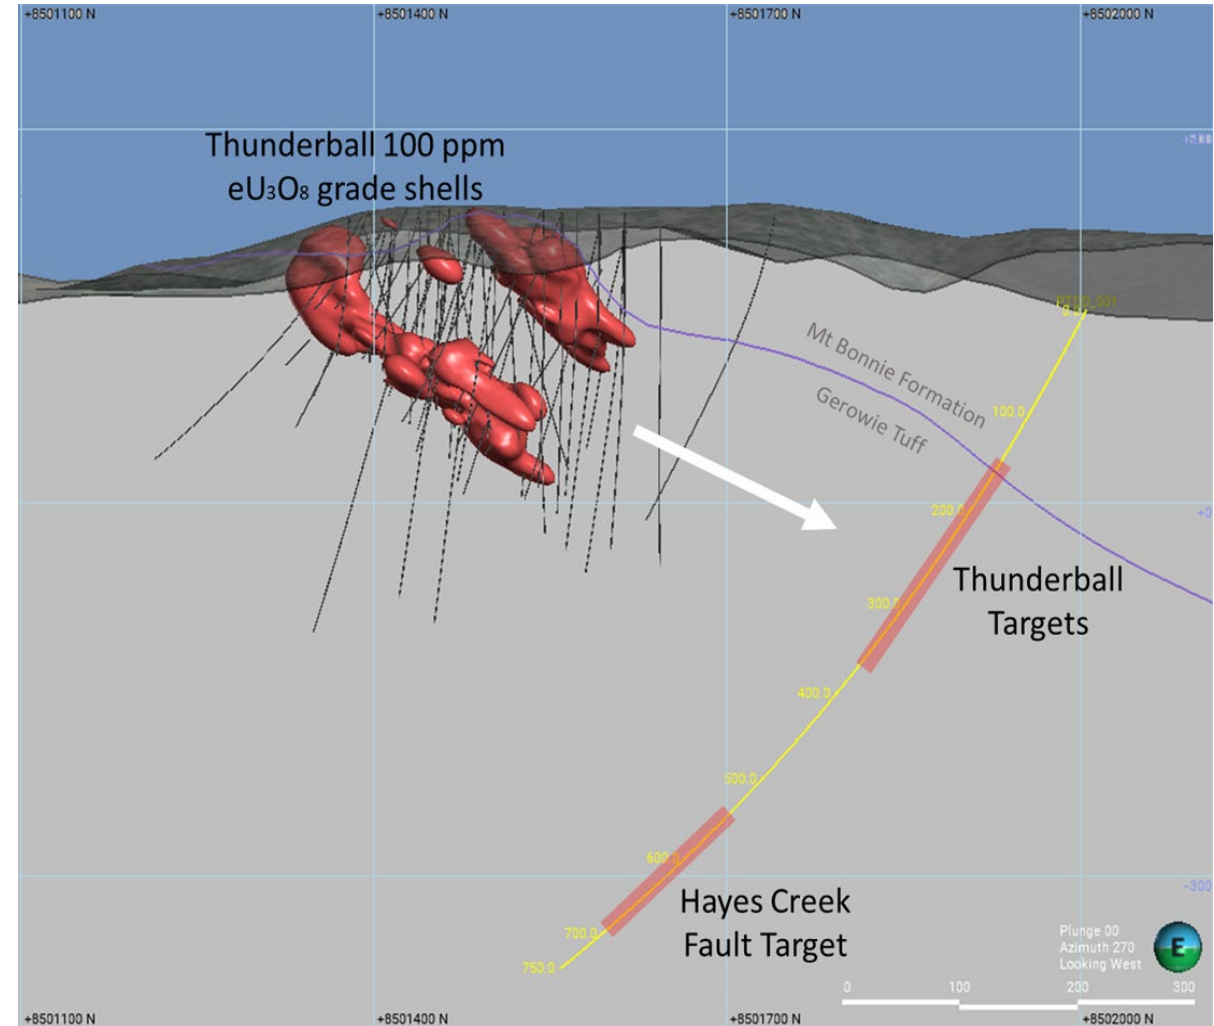 +8501100 N
+8501400 N
+8501700 N
+8502000 N
Thunderball 100 ppm
eU₃O₈ grade shells
Mt Bonnie Formation
Gerowie Tuff
100.0
200.0
+0
300.0
Thunderball
Targets
400.0
500.0
600.0
-300
Hayes Creek
Fault Target
700.0
750.0
Plunge 00
Azimuth 270
Looking West
E
0
100
200
300
+8501100 N
+8501400 N
+8501700 N
+8502000 N